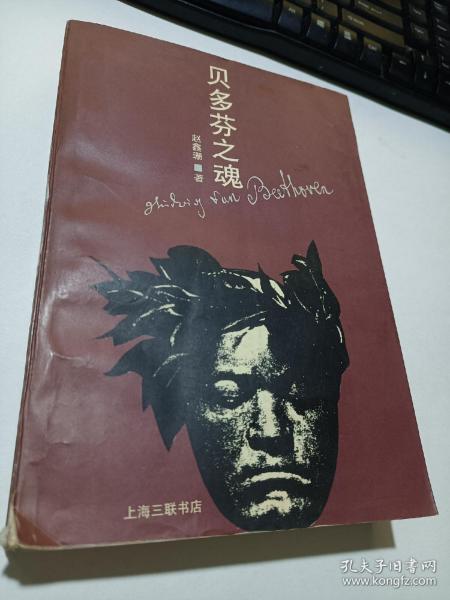 贝多芬之魂
赵鑫珊■著
Ludwig van Beethoven
上海三联书店
孔夫子旧书网
www.kongfz.com